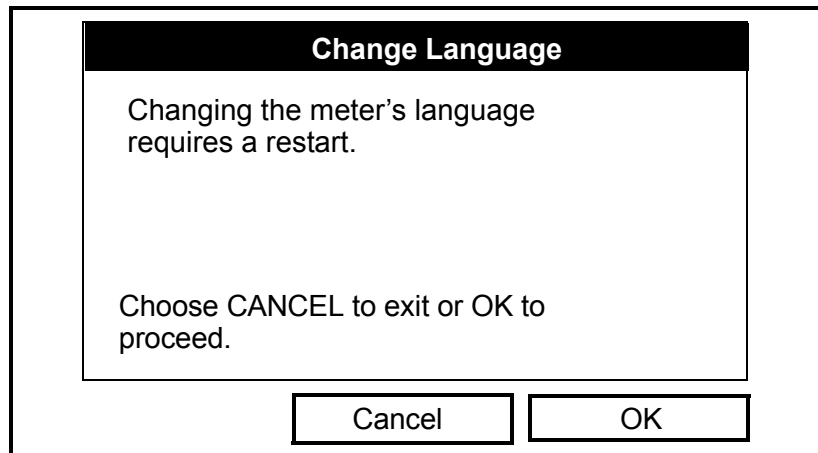 Change Language
Changing the meter’s language
requires a restart.
Choose CANCEL to exit or OK to
proceed.
Cancel
OK